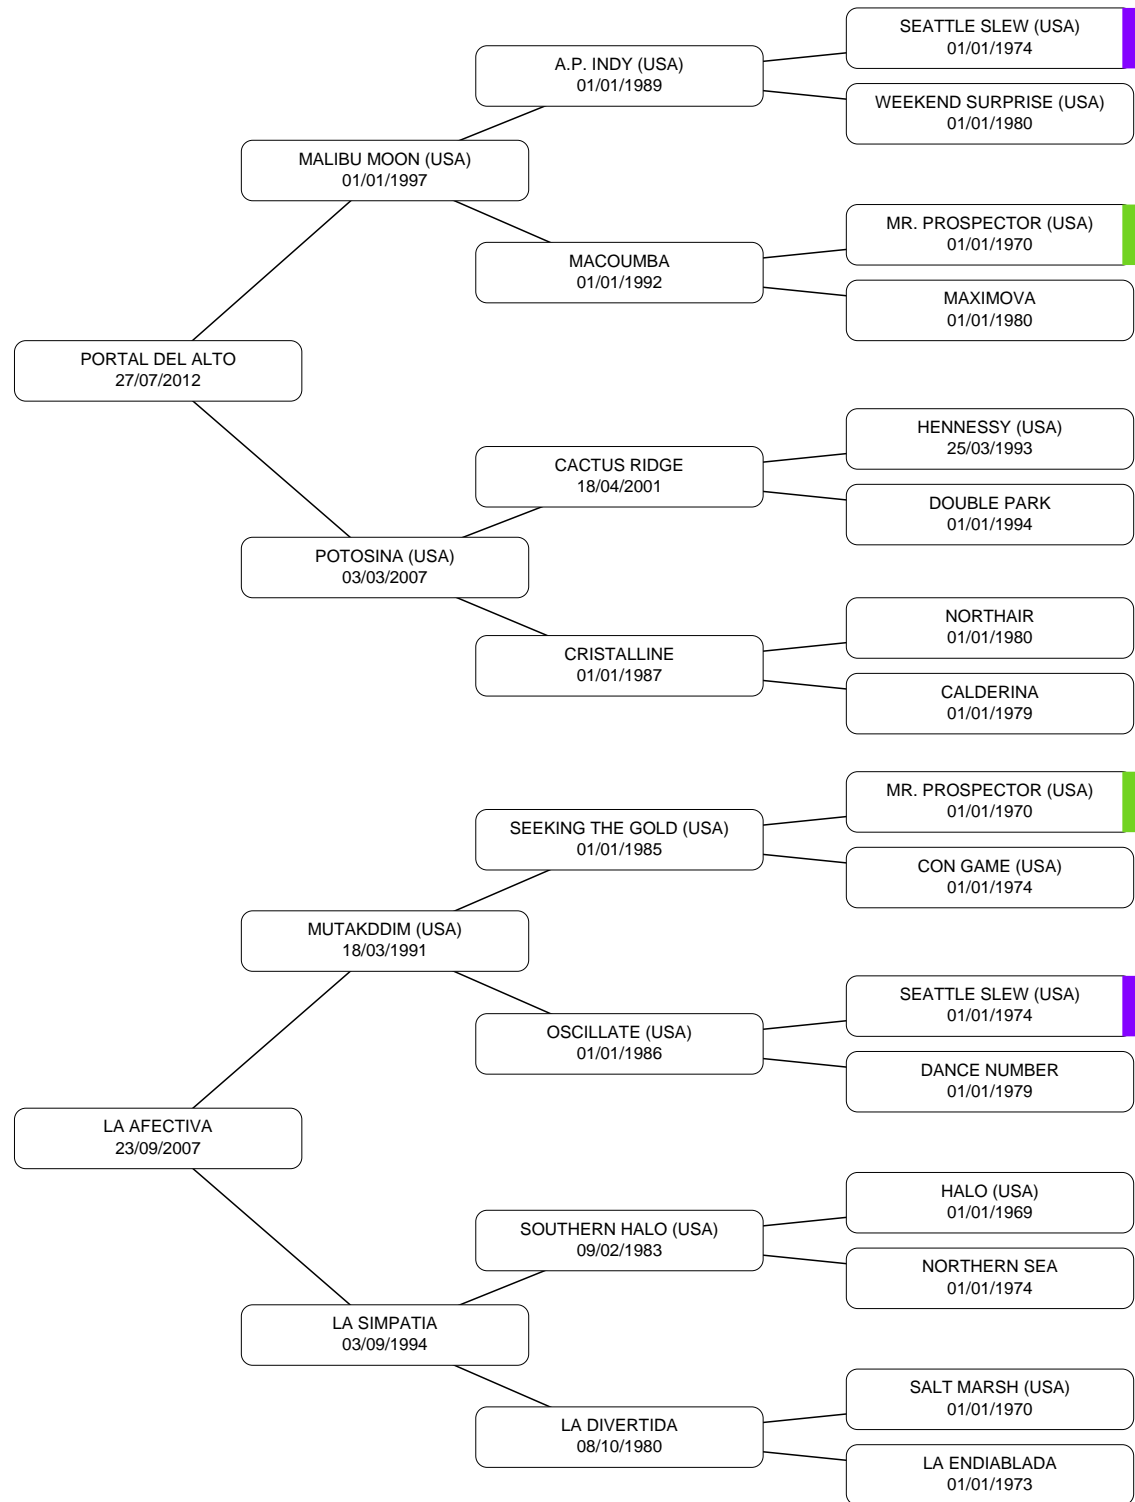 SEATTLE SLEW (USA)
01/01/1974
A.P. INDY (USA)
01/01/1989
WEEKEND SURPRISE (USA)
01/01/1980
MALIBU MOON (USA)
01/01/1997
MR. PROSPECTOR (USA)
01/01/1970
MACOUMBA
01/01/1992
MAXIMOVA
01/01/1980
PORTAL DEL ALTO
27/07/2012
HENNESSY (USA)
25/03/1993
CACTUS RIDGE
18/04/2001
DOUBLE PARK
01/01/1994
POTOSINA (USA)
03/03/2007
NORTHAIR
01/01/1980
CRISTALLINE
01/01/1987
CALDERINA
01/01/1979
MR. PROSPECTOR (USA)
01/01/1970
SEEKING THE GOLD (USA)
01/01/1985
CON GAME (USA)
01/01/1974
MUTAKDDIM (USA)
18/03/1991
SEATTLE SLEW (USA)
01/01/1974
OSCILLATE (USA)
01/01/1986
DANCE NUMBER
01/01/1979
LA AFECTIVA
23/09/2007
HALO (USA)
01/01/1969
SOUTHERN HALO (USA)
09/02/1983
NORTHERN SEA
01/01/1974
LA SIMPATIA
03/09/1994
SALT MARSH (USA)
01/01/1970
LA DIVERTIDA
08/10/1980
LA ENDIABLADA
01/01/1973